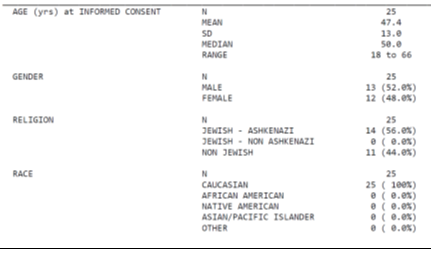 AGE (yrs) at INFORMED CONSENT N 25
MEAN 47.4
SD 13.0
MEDIAN 50.0
RANGE 18 to 66
GENDER N 25
MALE 13 (52.0%)
FEMALE 12 (48.0%)
RELIGION N 25
JEWISH - ASHKENAZI 14 (56.0%)
JEWISH - NON ASHKENAZI 0 ( 0.0%)
NON JEWISH 11 (44.0%)
RACE N 25
CAUCASIAN 25 ( 100%)
AFRICAN AMERICAN 0 ( 0.0%)
NATIVE AMERICAN 0 ( 0.0%)
ASIAN/PACIFIC ISLANDER 0 ( 0.0%)
OTHER 0 ( 0.0%)